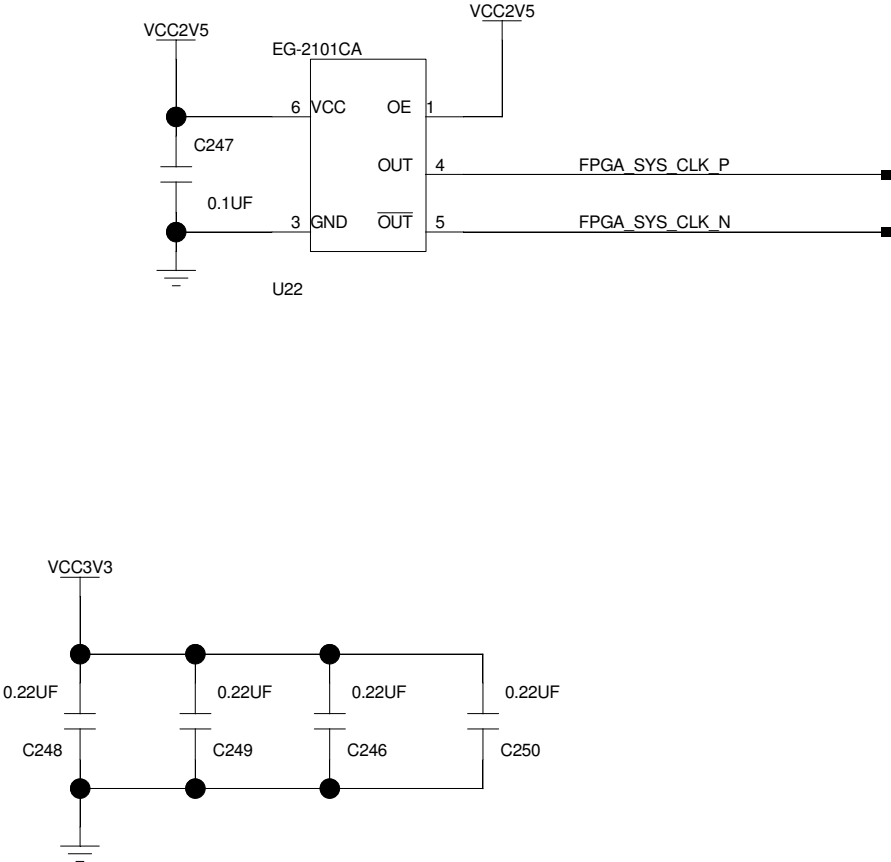 VCC2V5
VCC2V5
EG-2101CA
6 VCC OE 1
C247
OUT 4 FPGA_SYS_CLK_P
0.1UF
3 GND OUT 5 FPGA_SYS_CLK_N
U22
VCC3V3
0.22UF 0.22UF 0.22UF 0.22UF
C248 C249 C246 C250